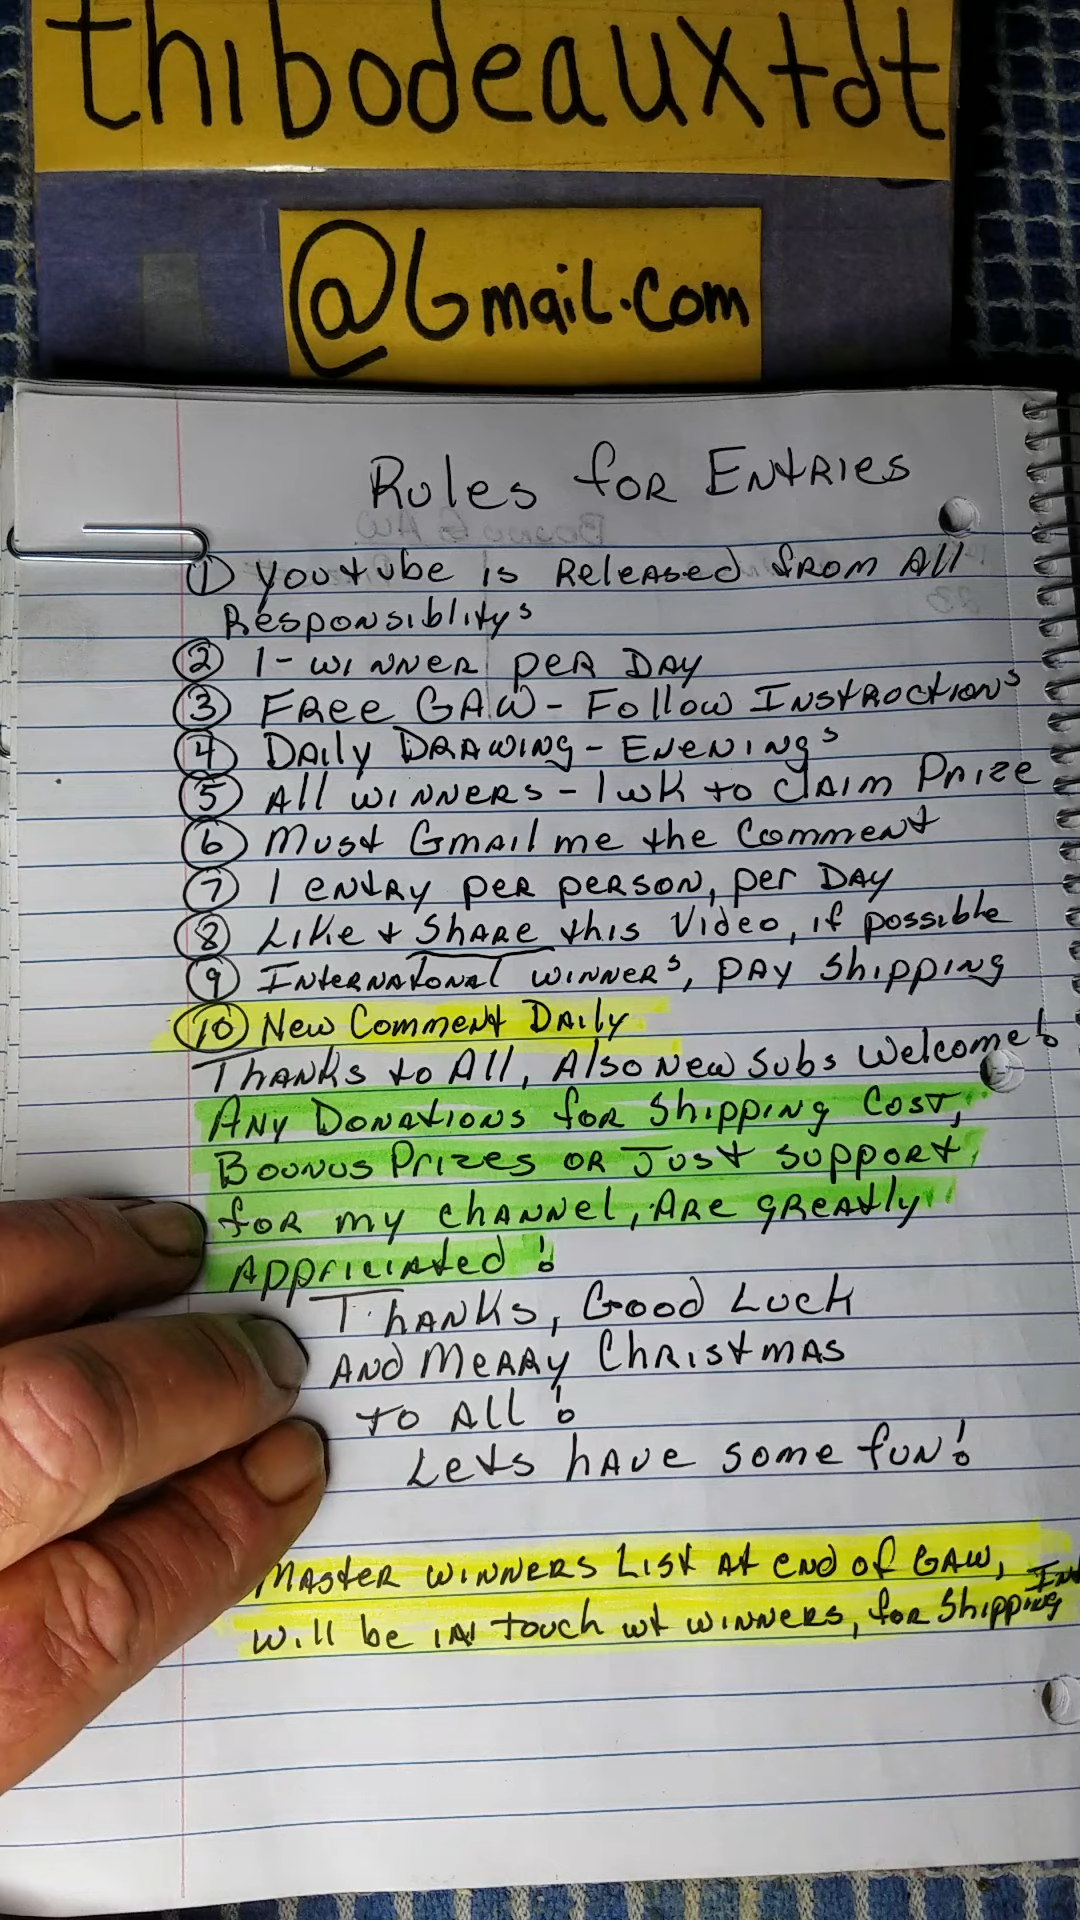 thibodeauxtdt
@Gmail.com
Rules for Entries
① Youtube is Released from All
Responsiblitys
② 1-winner per Day
③ Free GAW - Follow Instructions
④ Daily Drawing - Evenings
⑤ All winners - 1wk to claim Prize
⑥ Must Gmail me the Comment
⑦ 1 entry per person, per Day
⑧ Like + Share this Video, if possible
⑨ Internatonal winners, pay shipping
⑩ New Comment Daily
Thanks to All, Also New Subs Welcome!
Any Donations for shipping Cost,
Bounus Prizes or Just support
for my channel, Are greatly
Appriciated!
Thanks, Good Luck
And Merry Christmas
to All!
Lets have some fun!
Master winners List At end of GAW, I
will be in touch wt winners, for shipping